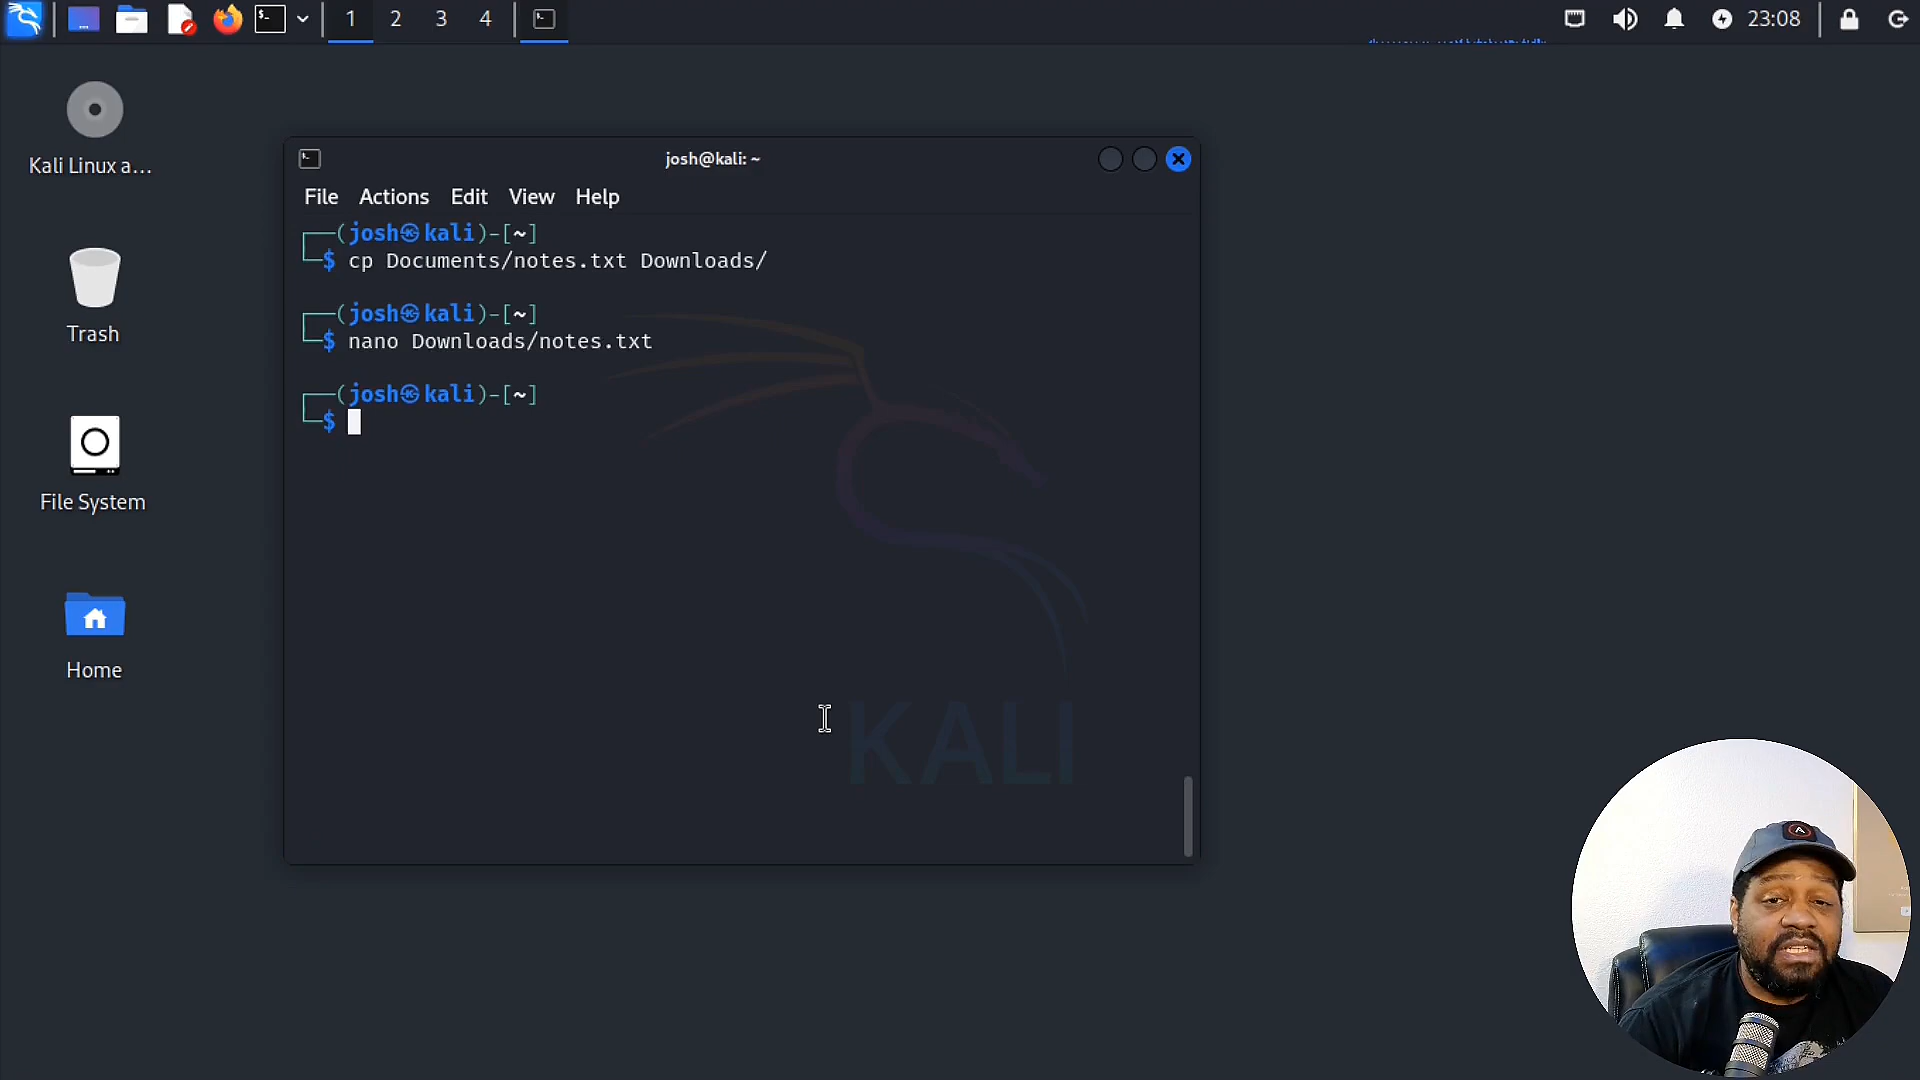 1 2 3 4
23:08
Kali Linux a...
Trash
File System
Home
josh@kali: ~
File Actions Edit View Help
┌──(josh㉿kali)-[~]
└─$ cp Documents/notes.txt Downloads/
┌──(josh㉿kali)-[~]
└─$ nano Downloads/notes.txt
┌──(josh㉿kali)-[~]
└─$
KALI